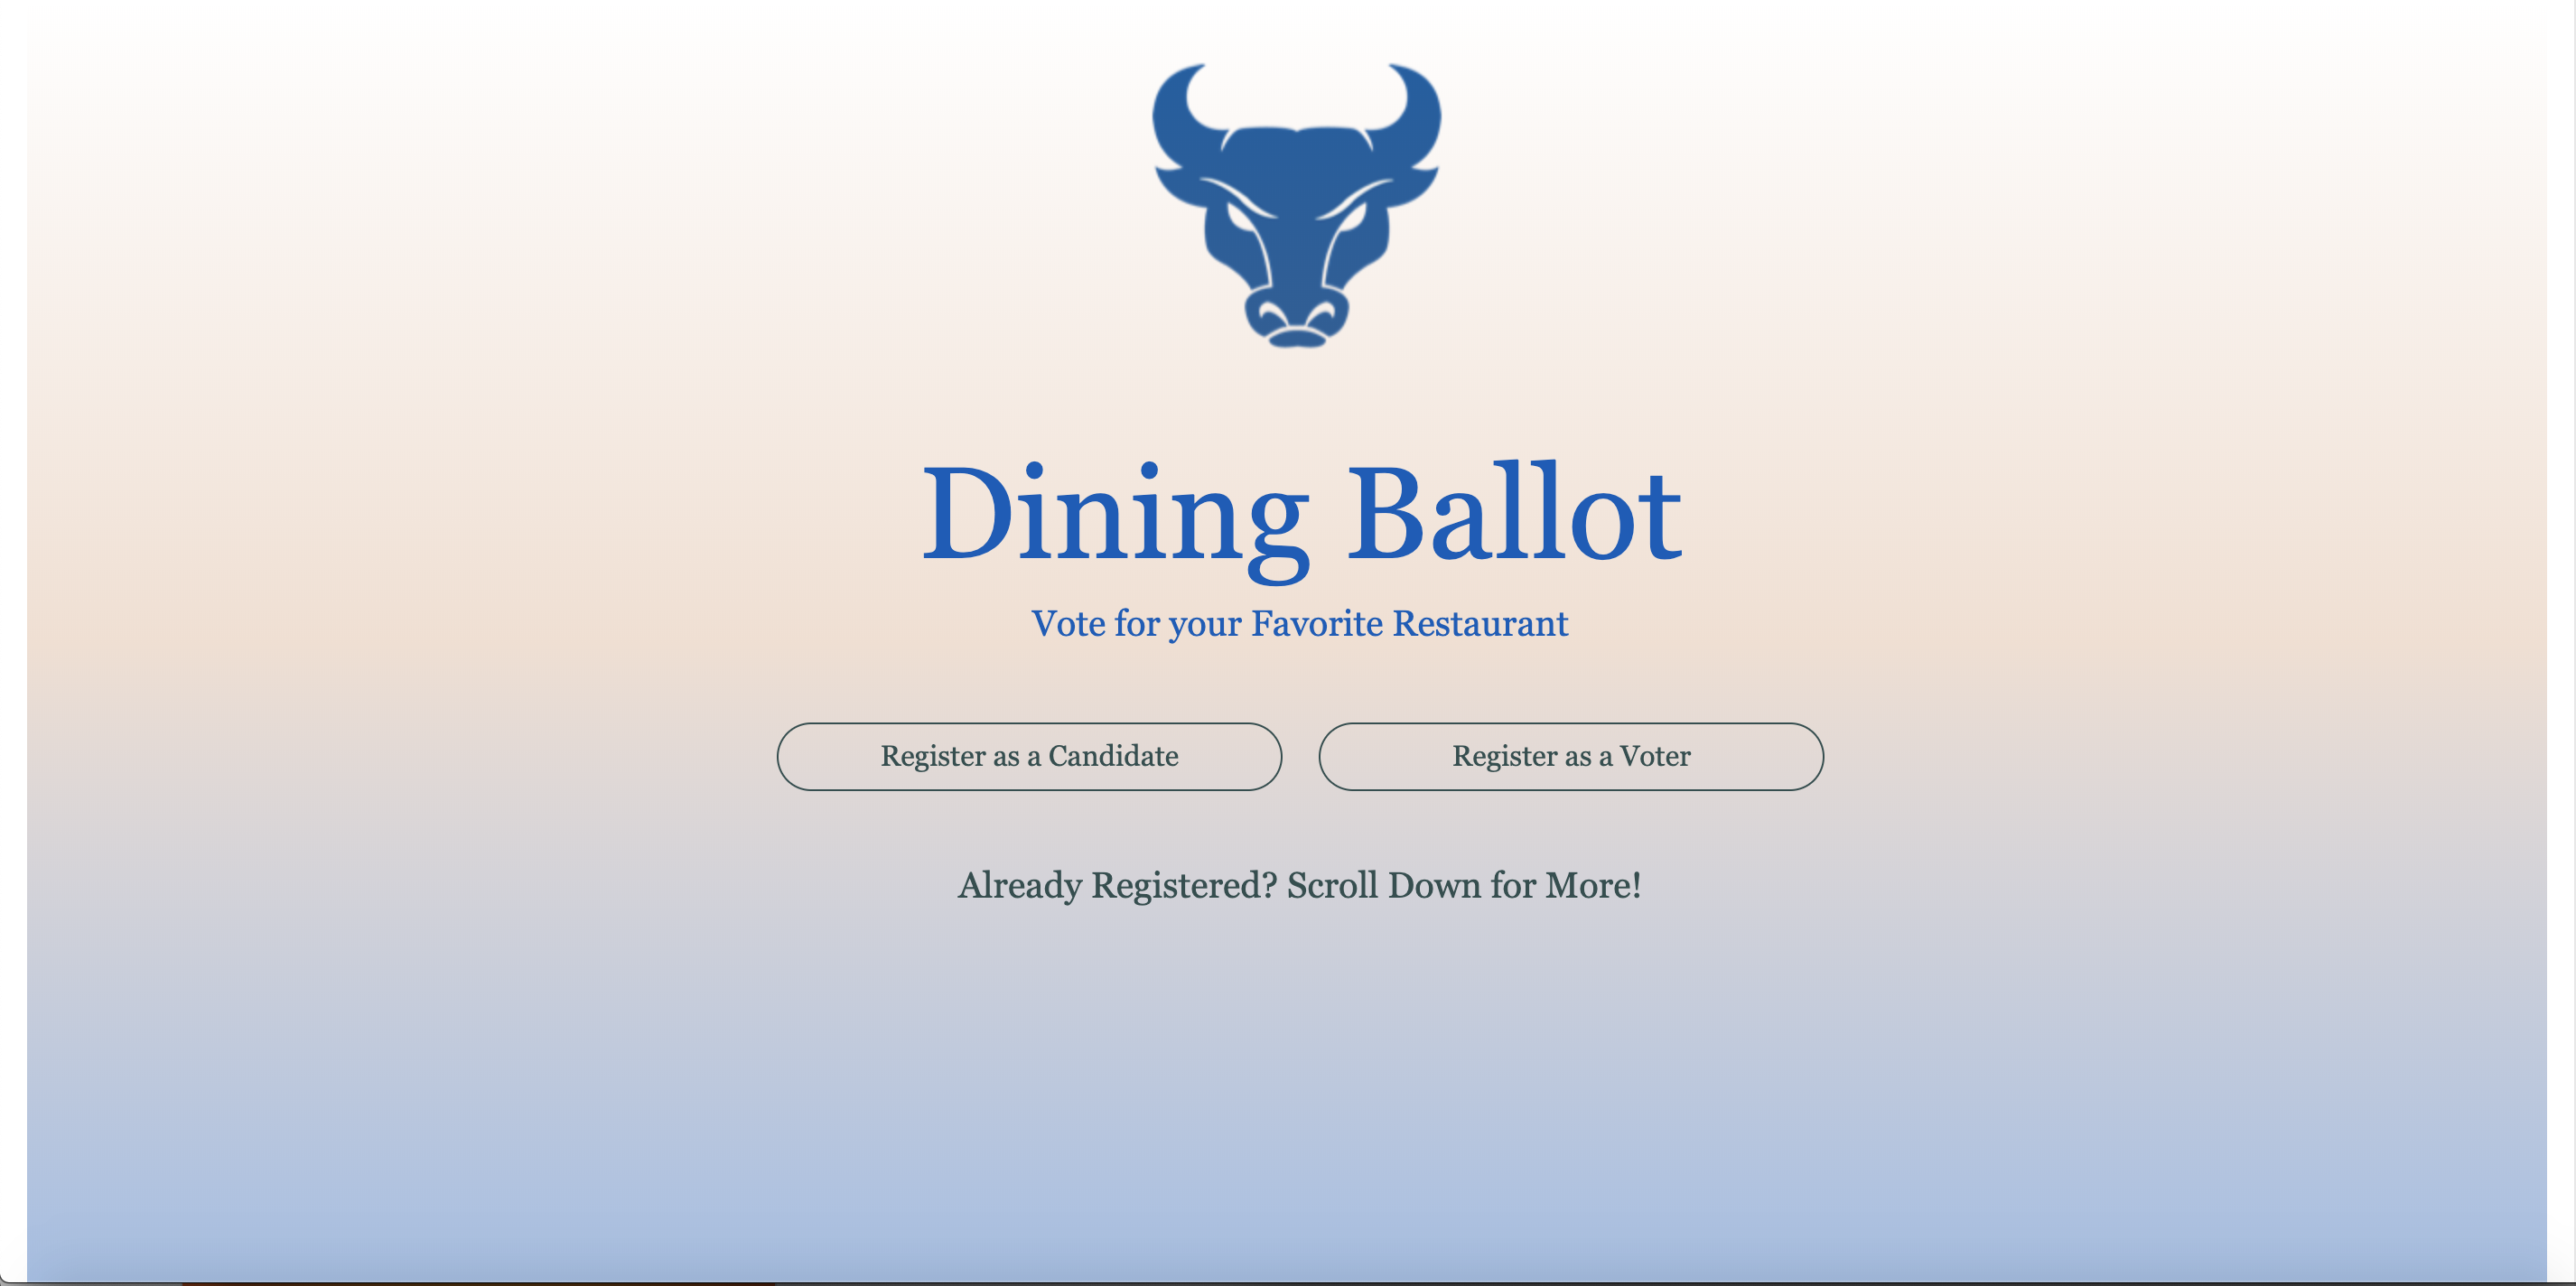 Dining Ballot
Vote for your Favorite Restaurant
Register as a Candidate
Register as a Voter
Already Registered? Scroll Down for More!